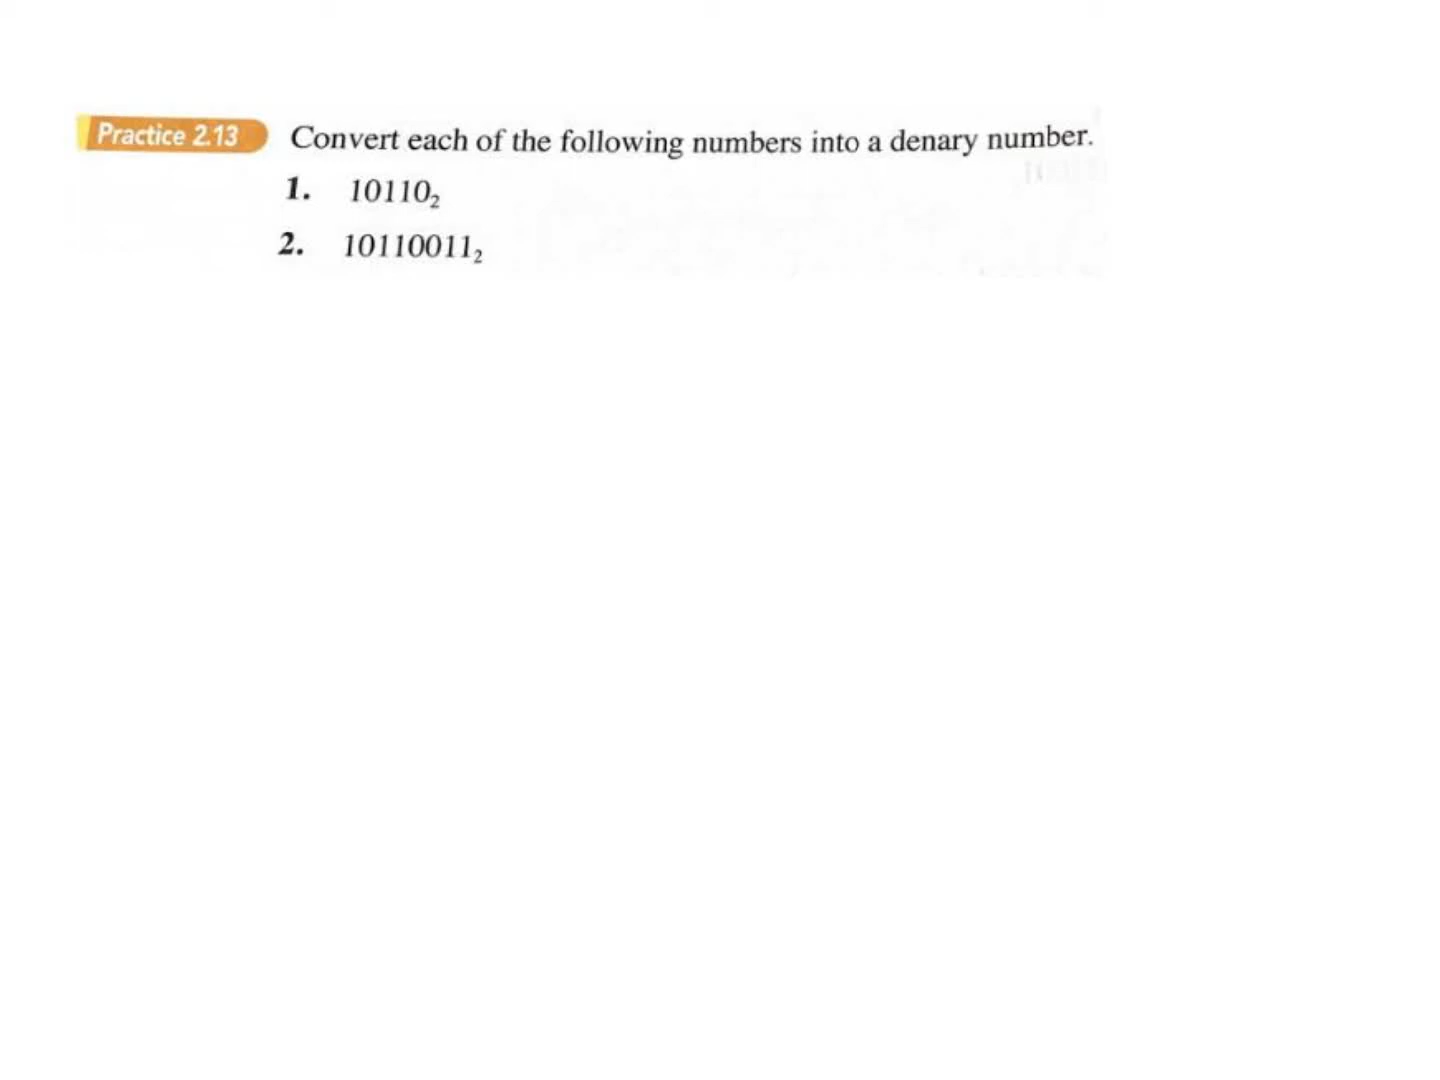 Practice 2.13 Convert each of the following numbers into a denary number.
1. 10110₂
2. 10110011₂